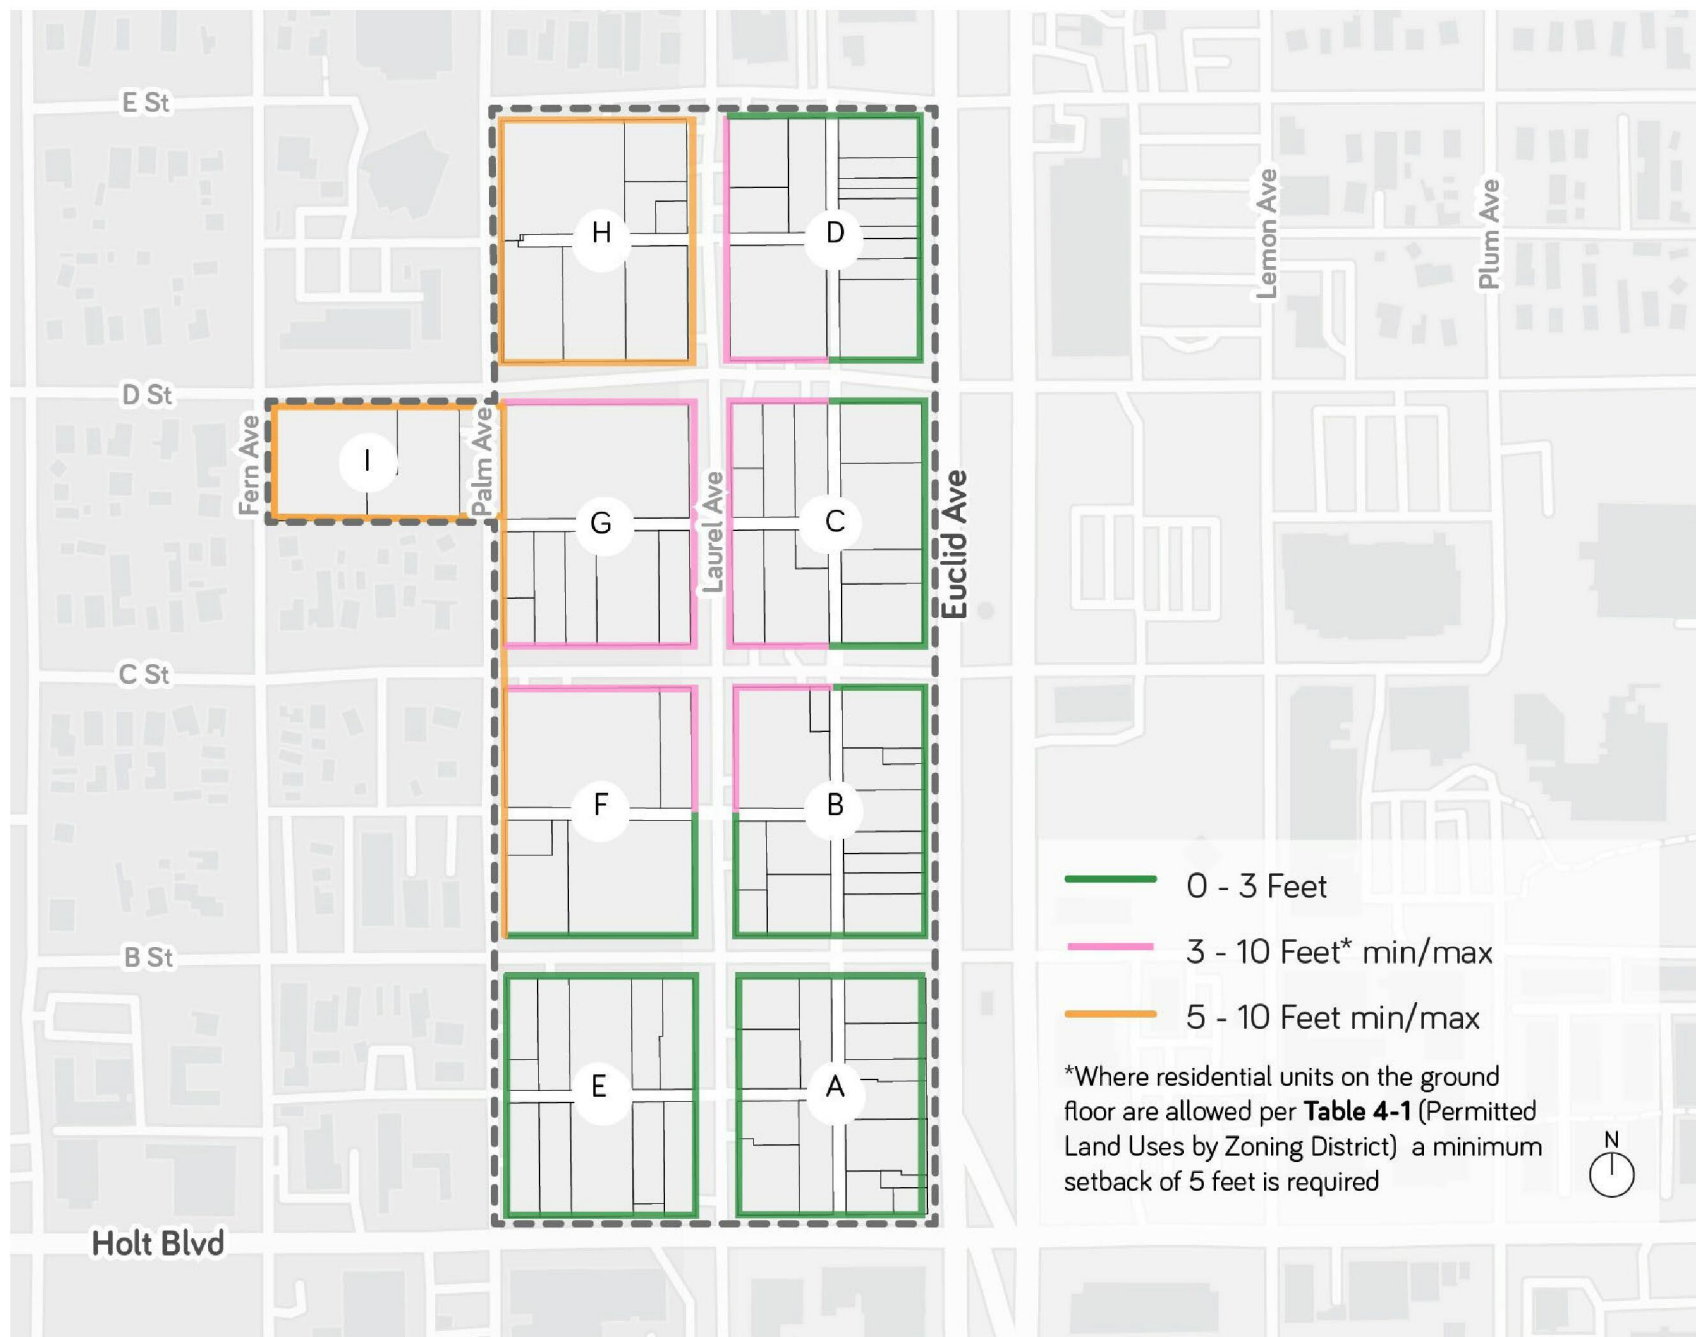 E St
H
D
Lemon Ave
Plum Ave
D St
Fern Ave
I
Palm Ave
G
Laurel Ave
C
Euclid Ave
C St
F
B
0 - 3 Feet
3 - 10 Feet* min/max
B St
5 - 10 Feet min/max
*Where residential units on the ground
floor are allowed per Table 4-1 (Permitted
Land Uses by Zoning District) a minimum
setback of 5 feet is required
N
E
A
Holt Blvd